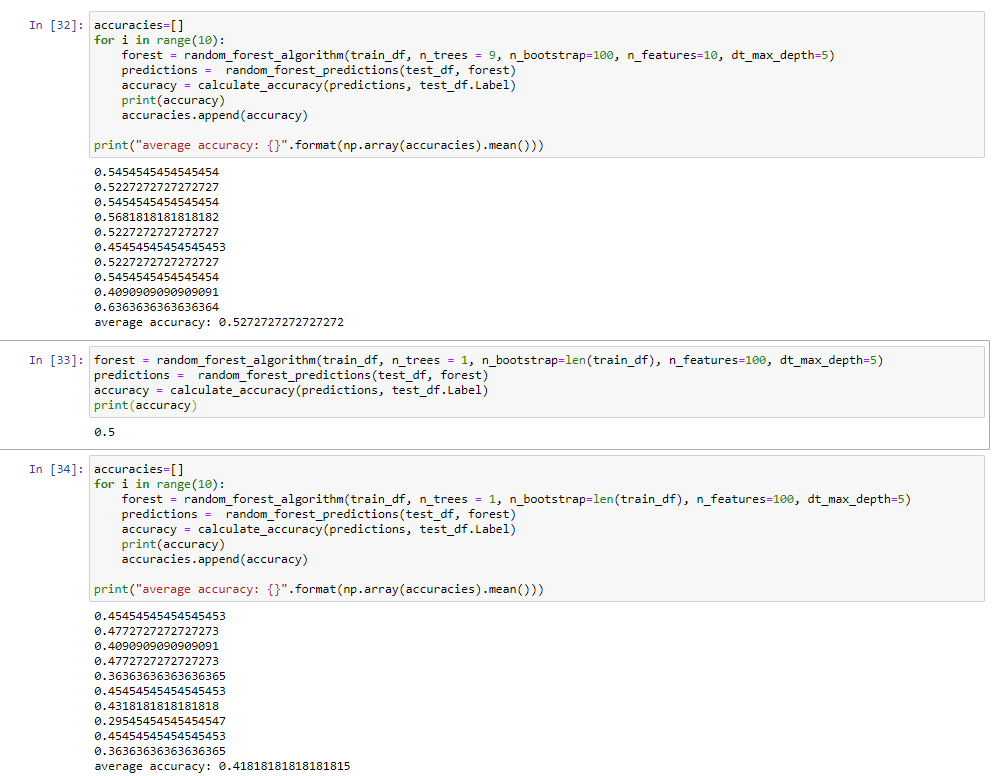 In [32]: accuracies=[]
for i in range(10):
    forest = random_forest_algorithm(train_df, n_trees = 9, n_bootstrap=100, n_features=10, dt_max_depth=5)
    predictions =  random_forest_predictions(test_df, forest)
    accuracy = calculate_accuracy(predictions, test_df.Label)
    print(accuracy)
    accuracies.append(accuracy)
print("average accuracy: {}".format(np.array(accuracies).mean()))
0.5454545454545454
0.5227272727272727
0.5454545454545454
0.5681818181818182
0.5227272727272727
0.45454545454545453
0.5227272727272727
0.5454545454545454
0.4090909090909091
0.6363636363636364
average accuracy: 0.5272727272727272
In [33]: forest = random_forest_algorithm(train_df, n_trees = 1, n_bootstrap=len(train_df), n_features=100, dt_max_depth=5)
predictions =  random_forest_predictions(test_df, forest)
accuracy = calculate_accuracy(predictions, test_df.Label)
print(accuracy)
0.5
In [34]: accuracies=[]
for i in range(10):
    forest = random_forest_algorithm(train_df, n_trees = 1, n_bootstrap=len(train_df), n_features=100, dt_max_depth=5)
    predictions =  random_forest_predictions(test_df, forest)
    accuracy = calculate_accuracy(predictions, test_df.Label)
    print(accuracy)
    accuracies.append(accuracy)
print("average accuracy: {}".format(np.array(accuracies).mean()))
0.45454545454545453
0.4772727272727273
0.4090909090909091
0.4772727272727273
0.36363636363636365
0.45454545454545453
0.4318181818181818
0.29545454545454547
0.45454545454545453
0.36363636363636365
average accuracy: 0.41818181818181815